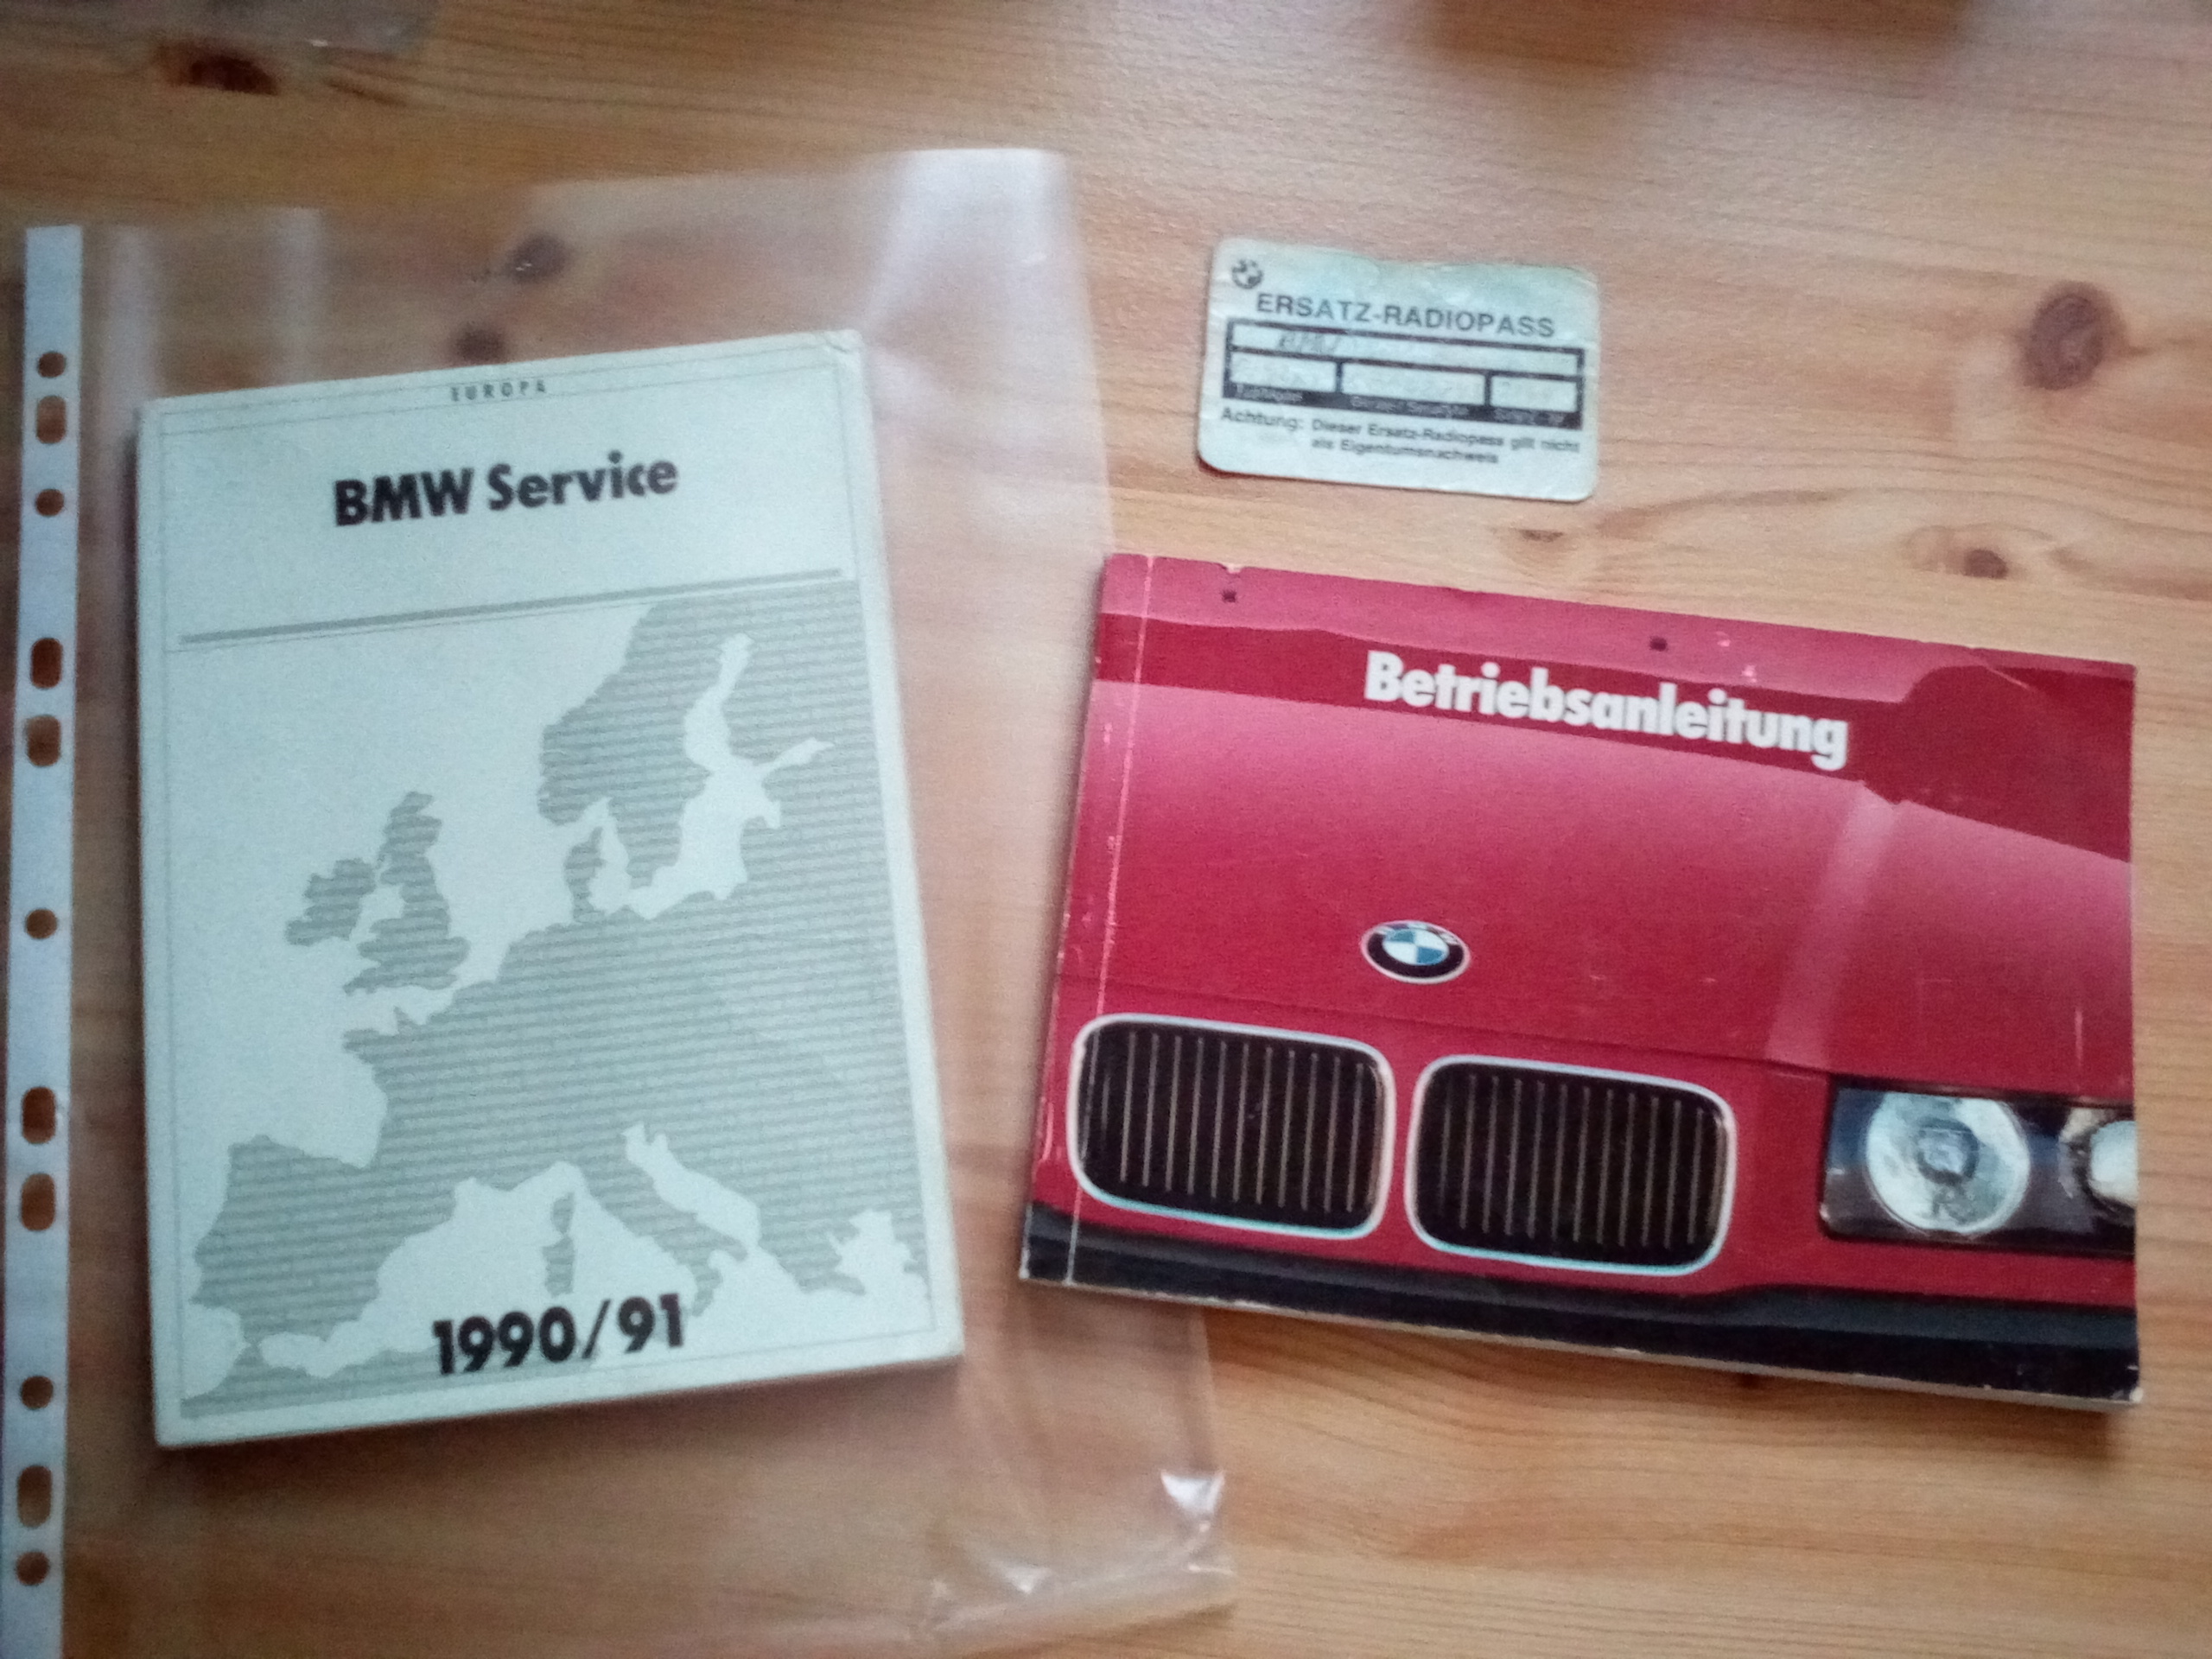 EUROPA
BMW Service
1990/91
ERSATZ-RADIOPASS
Achtung: Dieser Ersatz-Radiopass gilt nicht
als Eigentumsnachweis
Betriebsanleitung